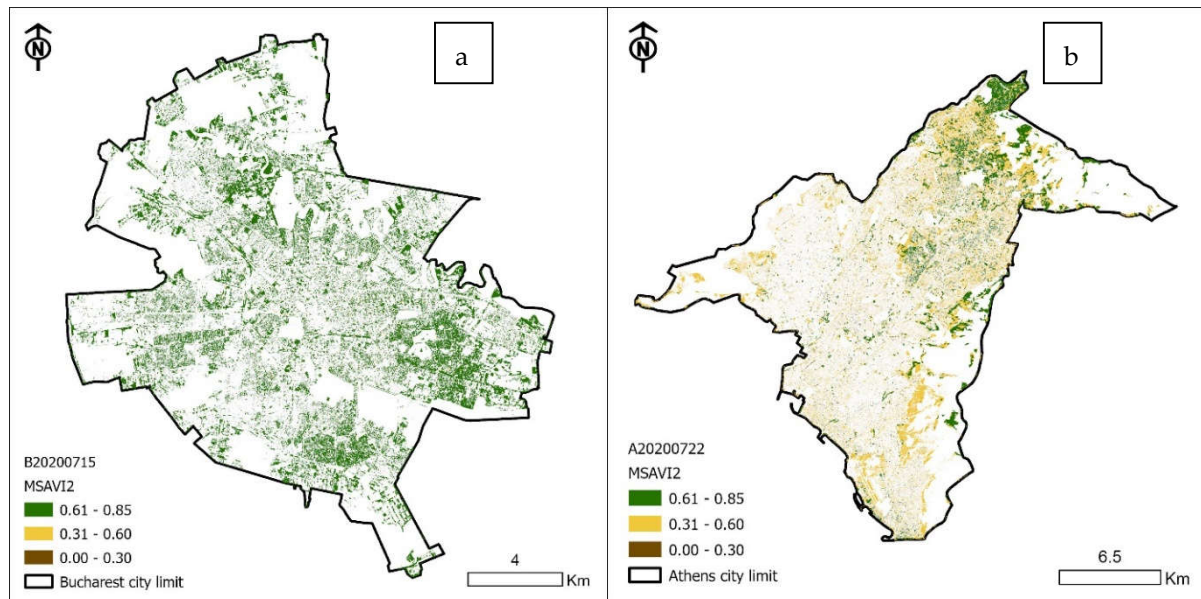 N
a
B20200715
MSAVI2
0.61 - 0.85
0.31 - 0.60
0.00 - 0.30
Bucharest city limit
4
Km
N
b
A20200722
MSAVI2
0.61 - 0.85
0.31 - 0.60
0.00 - 0.30
Athens city limit
6.5
Km